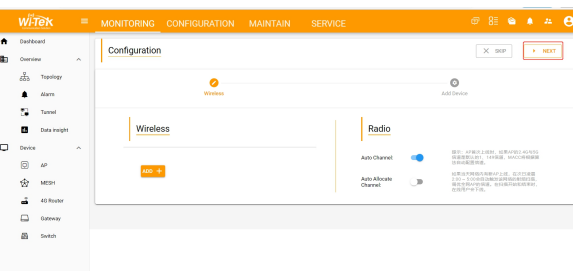 Wi-Tek
MONITORING CONFIGURATION MAINTAIN SERVICE
Dashboard
Overview
Topology
Alarm
Tunnel
Data insight
Device
AP
MESH
4G Router
Gateway
Switch
Configuration
SKIP
+ NEXT
Wireless
Add Device
Wireless
ADD +
Radio
Auto Channel:
Auto Allocate
Channel: